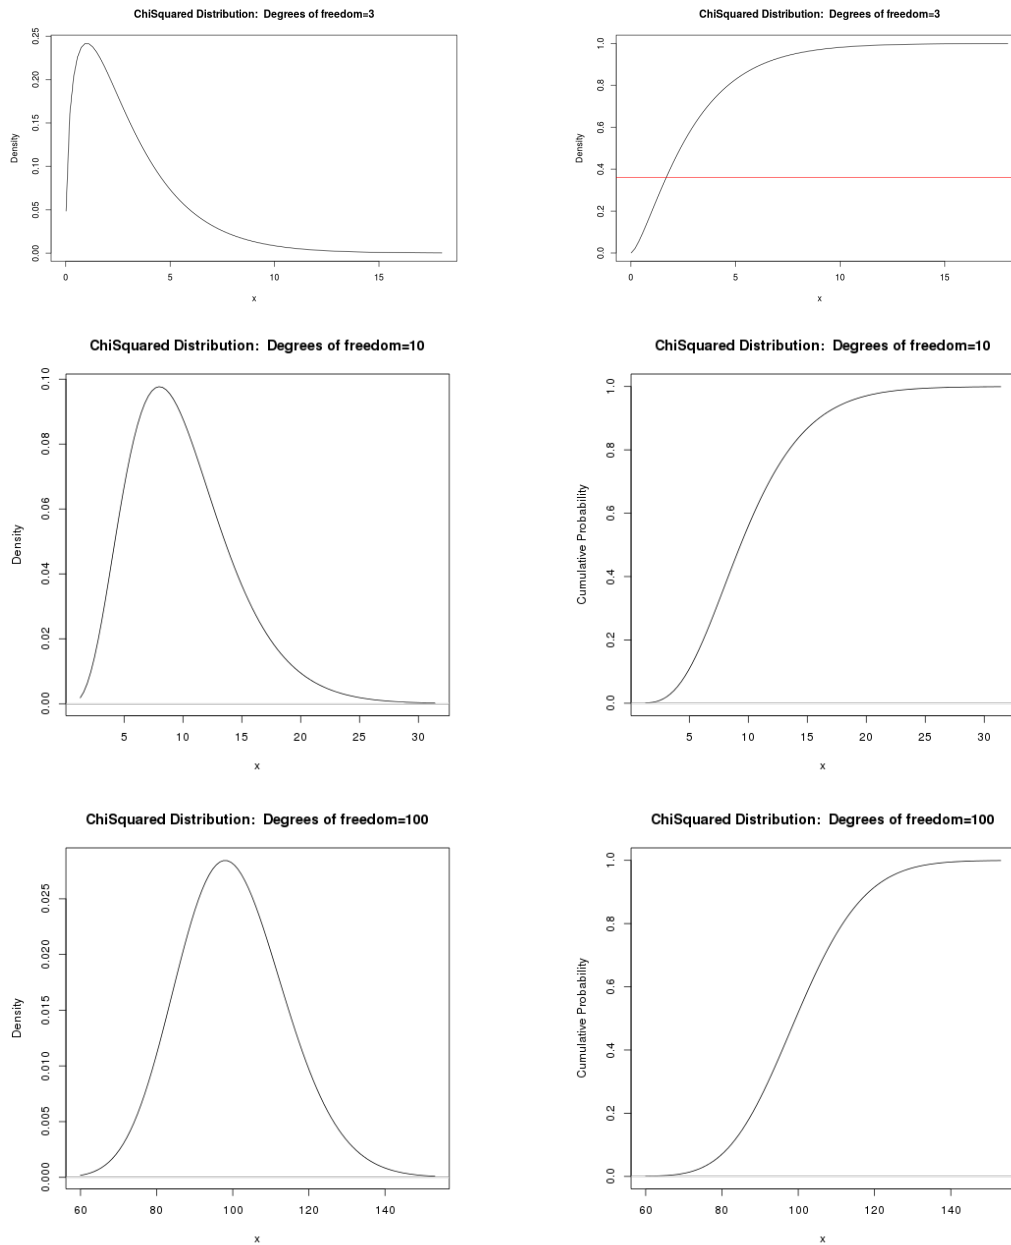 ChiSquared Distribution:  Degrees of freedom=3
Density
0.00 0.05 0.10 0.15 0.20 0.25
0 5 10 15
x
ChiSquared Distribution:  Degrees of freedom=3
Density
0.0 0.2 0.4 0.6 0.8 1.0
0 5 10 15
x
ChiSquared Distribution:  Degrees of freedom=10
Density
0.00 0.02 0.04 0.06 0.08 0.10
5 10 15 20 25 30
x
ChiSquared Distribution:  Degrees of freedom=10
Cumulative Probability
0.0 0.2 0.4 0.6 0.8 1.0
5 10 15 20 25 30
x
ChiSquared Distribution:  Degrees of freedom=100
Density
0.000 0.005 0.010 0.015 0.020 0.025
60 80 100 120 140
x
ChiSquared Distribution:  Degrees of freedom=100
Cumulative Probability
0.0 0.2 0.4 0.6 0.8 1.0
60 80 100 120 140
x